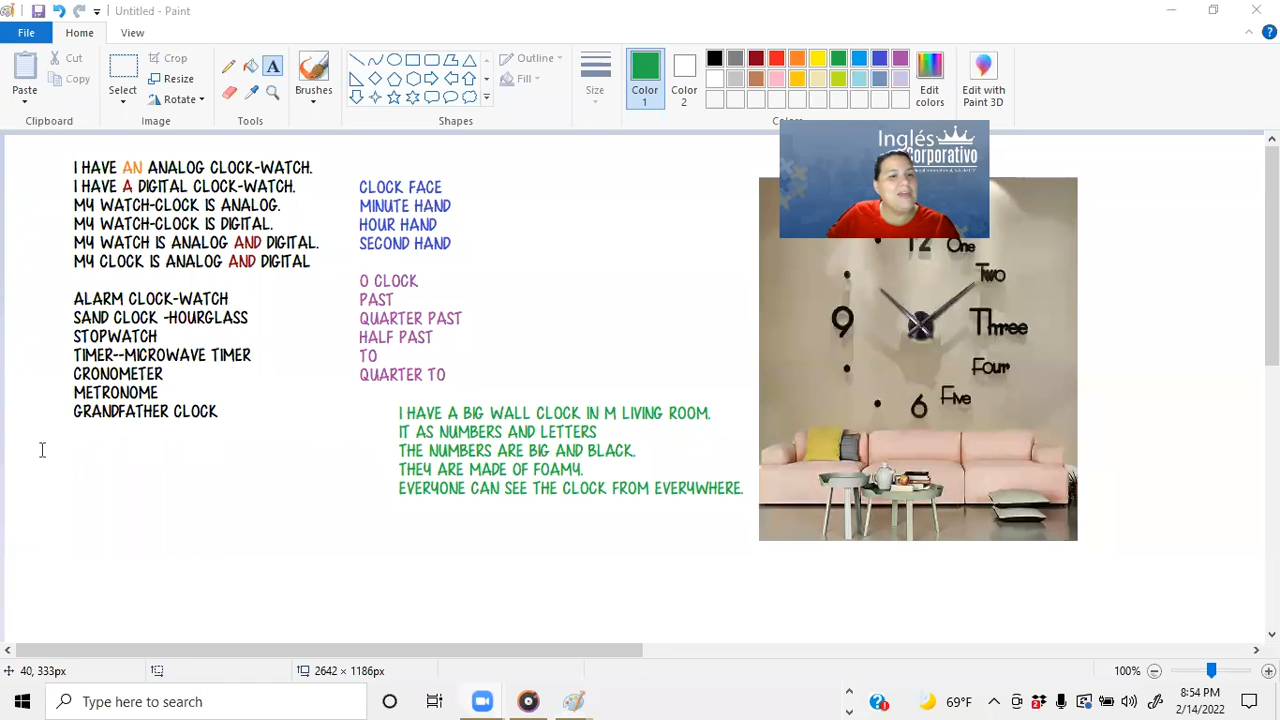 Untitled - Paint
File
Home
View
Paste
Cut
Copy
Clipboard
Select
Crop
Resize
Rotate
Image
A
Tools
Brushes
Outline
Fill
Shapes
Size
Color 1
Color 2
Edit colors
Edit with Paint 3D
Inglés
Corporativo
I HAVE AN ANALOG CLOCK-WATCH.
I HAVE A DIGITAL CLOCK-WATCH.
MY WATCH-CLOCK IS ANALOG.
MY WATCH-CLOCK IS DIGITAL.
MY WATCH IS ANALOG AND DIGITAL.
MY CLOCK IS ANALOG AND DIGITAL
ALARM CLOCK-WATCH
SAND CLOCK -HOURGLASS
STOPWATCH
TIMER--MICROWAVE TIMER
CRONOMETER
METRONOME
GRANDFATHER CLOCK
CLOCK FACE
MINUTE HAND
HOUR HAND
SECOND HAND
O CLOCK
PAST
QUARTER PAST
HALF PAST
TO
QUARTER TO
I HAVE A BIG WALL CLOCK IN M LIVING ROOM.
IT AS NUMBERS AND LETTERS
THE NUMBERS ARE BIG AND BLACK.
THEY ARE MADE OF FOAMY.
EVERYONE CAN SEE THE CLOCK FROM EVERYWHERE.
12
One
Two
Three
Four
Five
6
9
40, 333px
2642 × 1186px
100%
Type here to search
69°F
8:54 PM
2/14/2022